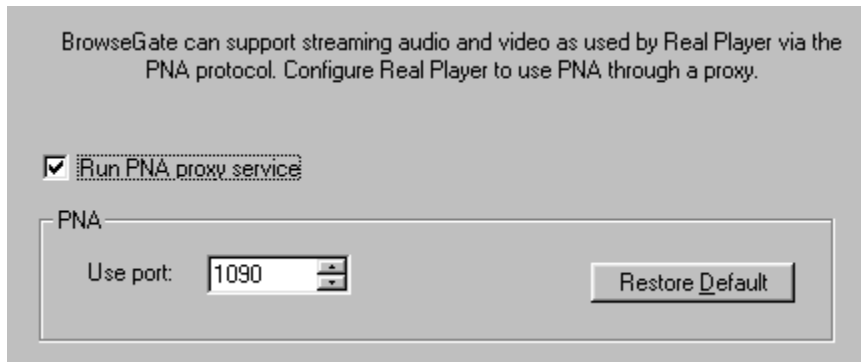 BrowseGate can support streaming audio and video as used by Real Player via the
PNA protocol. Configure Real Player to use PNA through a proxy.
Run PNA proxy service
PNA
Use port: 1090 Restore Default